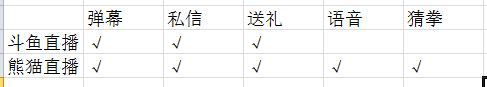 弹幕 私信 送礼 语音 猜拳
斗鱼直播 √ √ √
熊猫直播 √ √ √ √ √